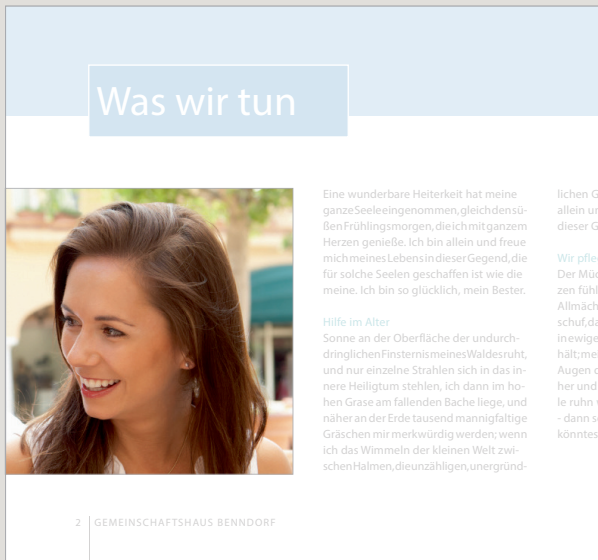 Was wir tun
Eine wunderbare Heiterkeit hat meine
ganze Seele eingenommen, gleich den sü-
ßen Frühlingsmorgen, die ich mit ganzem
Herzen genieße. Ich bin allein und freue
mich meines Lebens in dieser Gegend, die
für solche Seelen geschaffen ist wie die
meine. Ich bin so glücklich, mein Bester.
Hilfe im Alter
Sonne an der Oberfläche der undurch-
dringlichen Finsternis meines Waldes ruht,
und nur einzelne Strahlen sich in das in-
nere Heiligtum stehlen, ich dann im ho-
hen Grase am fallenden Bache liege, und
näher an der Erde tausend mannigfaltige
Gräschen mir merkwürdig werden; wenn
ich das Wimmeln der kleinen Welt zwi-
schen Halmen, die unzähligen, unergründ-
lichen G
allein un
dieser G
Wir pfle
Der Müc
zen fühl
Allmäch
schuf, da
in ewige
hält; me
Augen d
her und
le ruhn
- dann s
könntes
2 GEMEINSCHAFTSHAUS BENNDORF